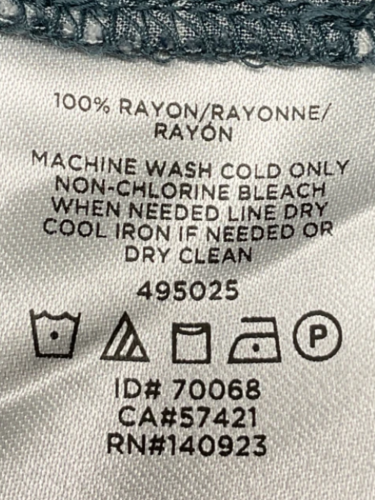 100% RAYON/RAYONNE/
RAYÓN
MACHINE WASH COLD ONLY
NON-CHLORINE BLEACH
WHEN NEEDED LINE DRY
COOL IRON IF NEEDED OR
DRY CLEAN
495025
P
ID# 70068
CA#57421
RN#140923